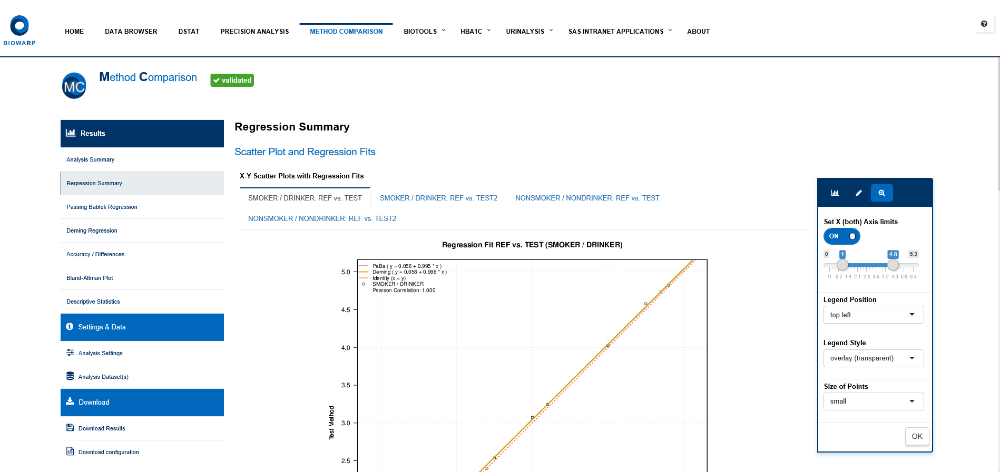 BIOWARP
HOME DATA BROWSER DSTAT PRECISION ANALYSIS METHOD COMPARISON BIOTOOLS HBA1C URINALYSIS SAS INTRANET APPLICATIONS ABOUT
?
MC
Method Comparison
validated
Results
Analysis Summary
Regression Summary
Passing Bablok Regression
Deming Regression
Accuracy / Differences
Bland-Altman Plot
Descriptive Statistics
Settings & Data
Analysis Settings
Analysis Dataset(s)
Download
Download Results
Download configuration
Regression Summary
Scatter Plot and Regression Fits
X-Y Scatter Plots with Regression Fits
SMOKER / DRINKER: REF vs. TEST SMOKER / DRINKER: REF vs. TEST2 NONSMOKER / NONDRINKER: REF vs. TEST
NONSMOKER / NONDRINKER: REF vs. TEST2
Regression Fit REF vs. TEST (SMOKER / DRINKER)
PaBa ( y = 0.056 + 0.995 * x )
Deming ( y = 0.058 + 0.996 * x )
Identity (x = y)
SMOKER / DRINKER
Pearson Correlation: 1.000
5.0
4.5
4.0
3.5
3.0
2.5
Test Method
Set X (both) Axis limits
ON
0 1 4.8 6.3
0 0.7 1.4 2.1 2.8 3.5 4.2 4.9 5.6 6.3
Legend Position
top left
Legend Style
overlay (transparent)
Size of Points
small
OK